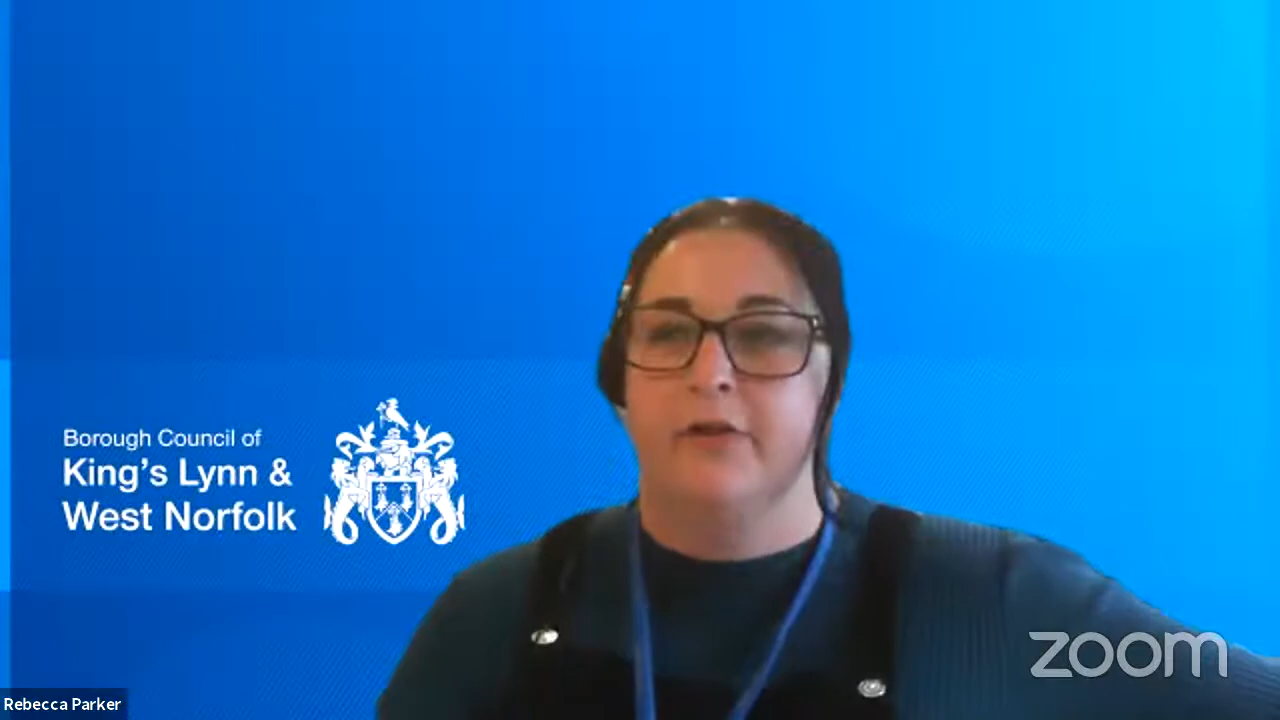 Borough Council of
King's Lynn &
West Norfolk
zoom
Rebecca Parker